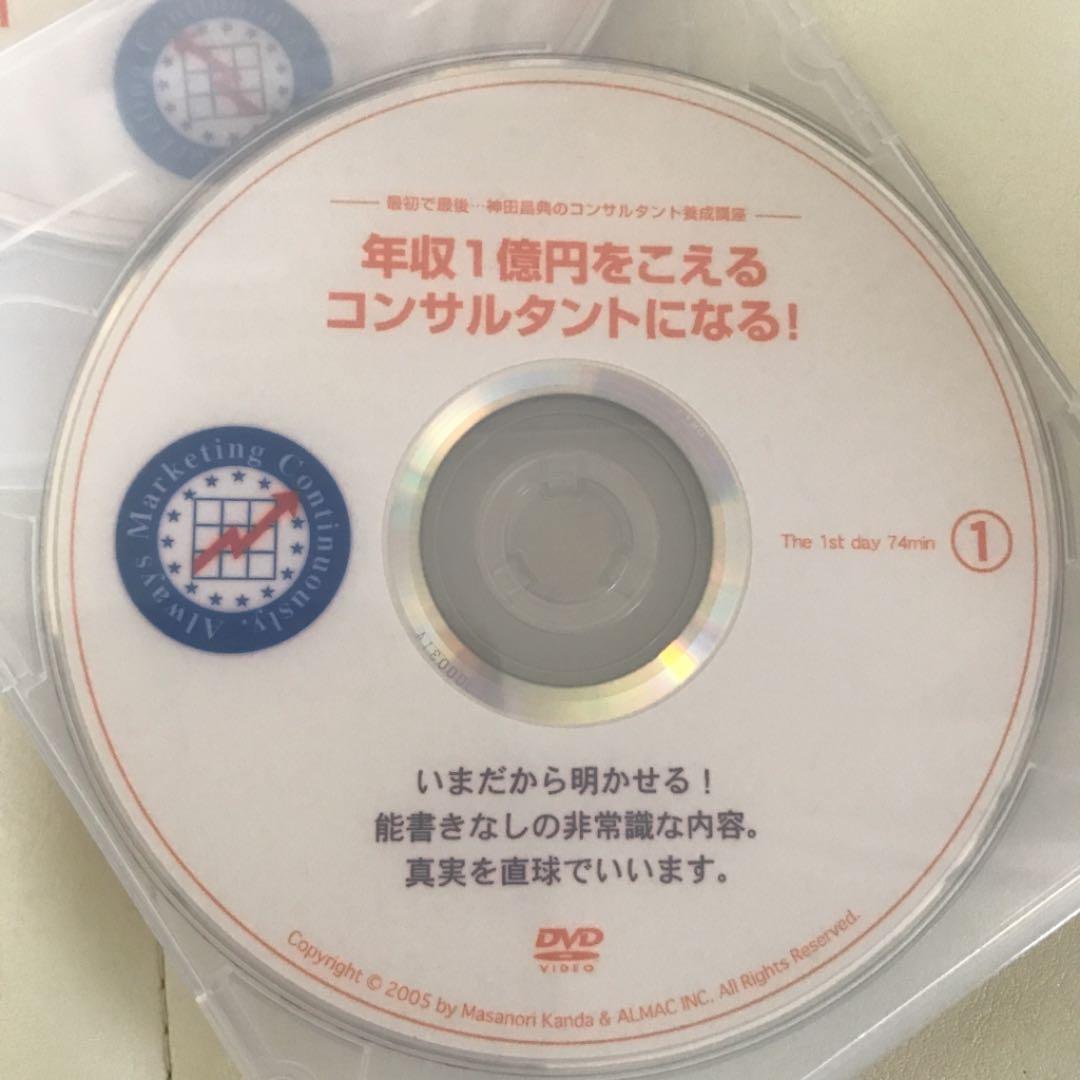 最初で最後…神田昌典のコンサルタント養成講座
年収1億円をこえる
コンサルタントになる!
Always Marketing Continuously.
The 1st day 74min ①
いまだから明かせる!
能書きなしの非常識な内容。
真実を直球でいいます。
DVD
VIDEO
Copyright © 2005 by Masanori Kanda & ALMAC INC. All Rights Reserved.